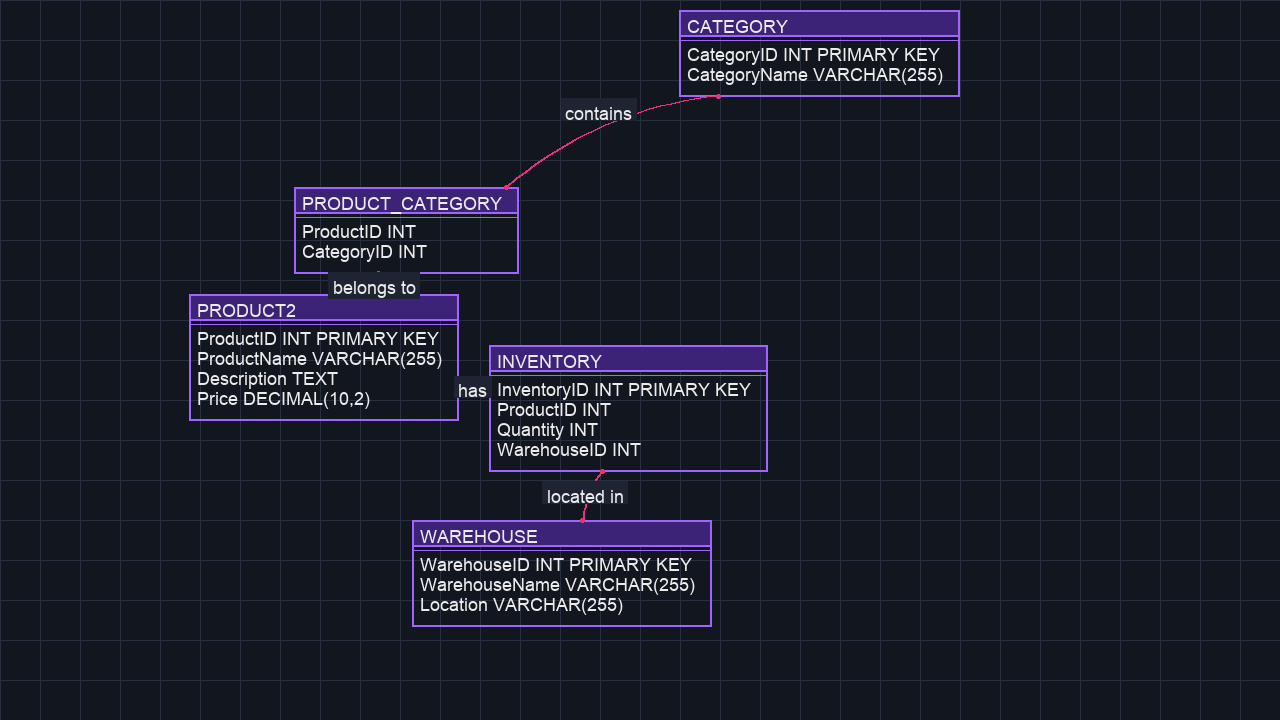 CATEGORY
CategoryID INT PRIMARY KEY
CategoryName VARCHAR(255)
contains
PRODUCT_CATEGORY
ProductID INT
CategoryID INT
belongs to
PRODUCT2
ProductID INT PRIMARY KEY
ProductName VARCHAR(255)
Description TEXT
Price DECIMAL(10,2)
has
INVENTORY
InventoryID INT PRIMARY KEY
ProductID INT
Quantity INT
WarehouseID INT
located in
WAREHOUSE
WarehouseID INT PRIMARY KEY
WarehouseName VARCHAR(255)
Location VARCHAR(255)